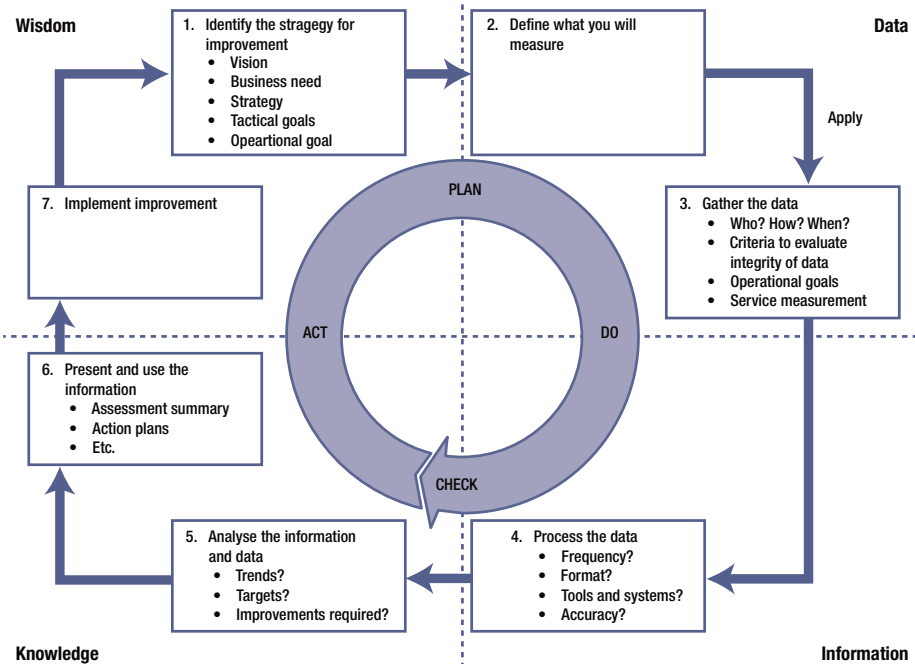 Wisdom
Data
1. Identify the stragegy for
improvement
• Vision
• Business need
• Strategy
• Tactical goals
• Opeartional goal
2. Define what you will
measure
Apply
3. Gather the data
• Who? How? When?
• Criteria to evaluate
integrity of data
• Operational goals
• Service measurement
4. Process the data
• Frequency?
• Format?
• Tools and systems?
• Accuracy?
5. Analyse the information
and data
• Trends?
• Targets?
• Improvements required?
6. Present and use the
information
• Assessment summary
• Action plans
• Etc.
7. Implement improvement
PLAN
DO
CHECK
ACT
Knowledge
Information